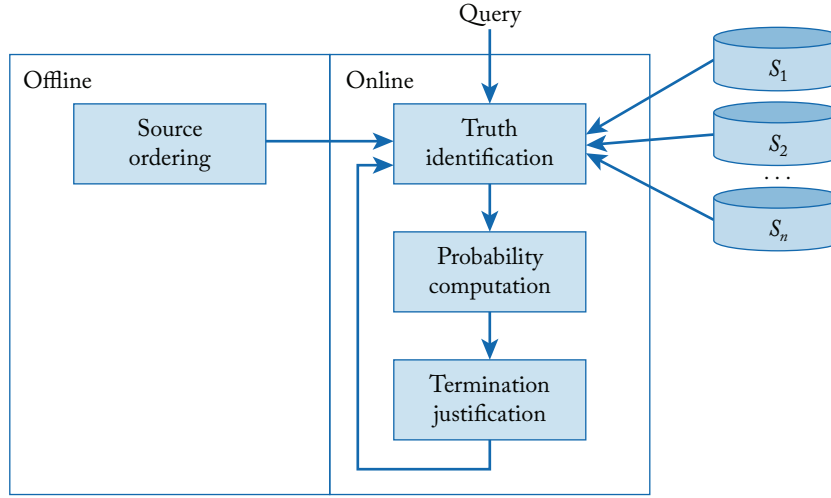 Query
Offline
Online
Source
ordering
Truth
identification
Probability
computation
Termination
justification
S1
S2
...
Sn